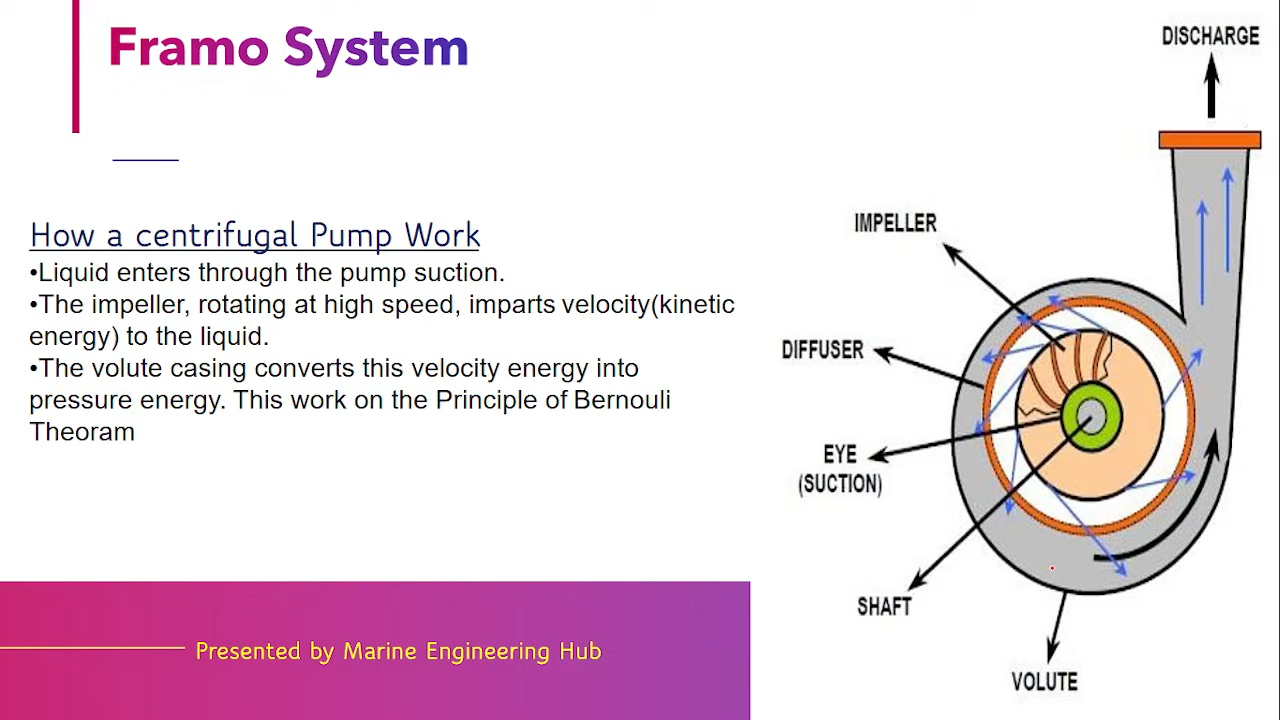 Framo System
How a centrifugal Pump Work
•Liquid enters through the pump suction.
•The impeller, rotating at high speed, imparts velocity(kinetic
energy) to the liquid.
•The volute casing converts this velocity energy into
pressure energy. This work on the Principle of Bernouli
Theoram
Presented by Marine Engineering Hub
DISCHARGE
IMPELLER
DIFFUSER
EYE
(SUCTION)
SHAFT
VOLUTE